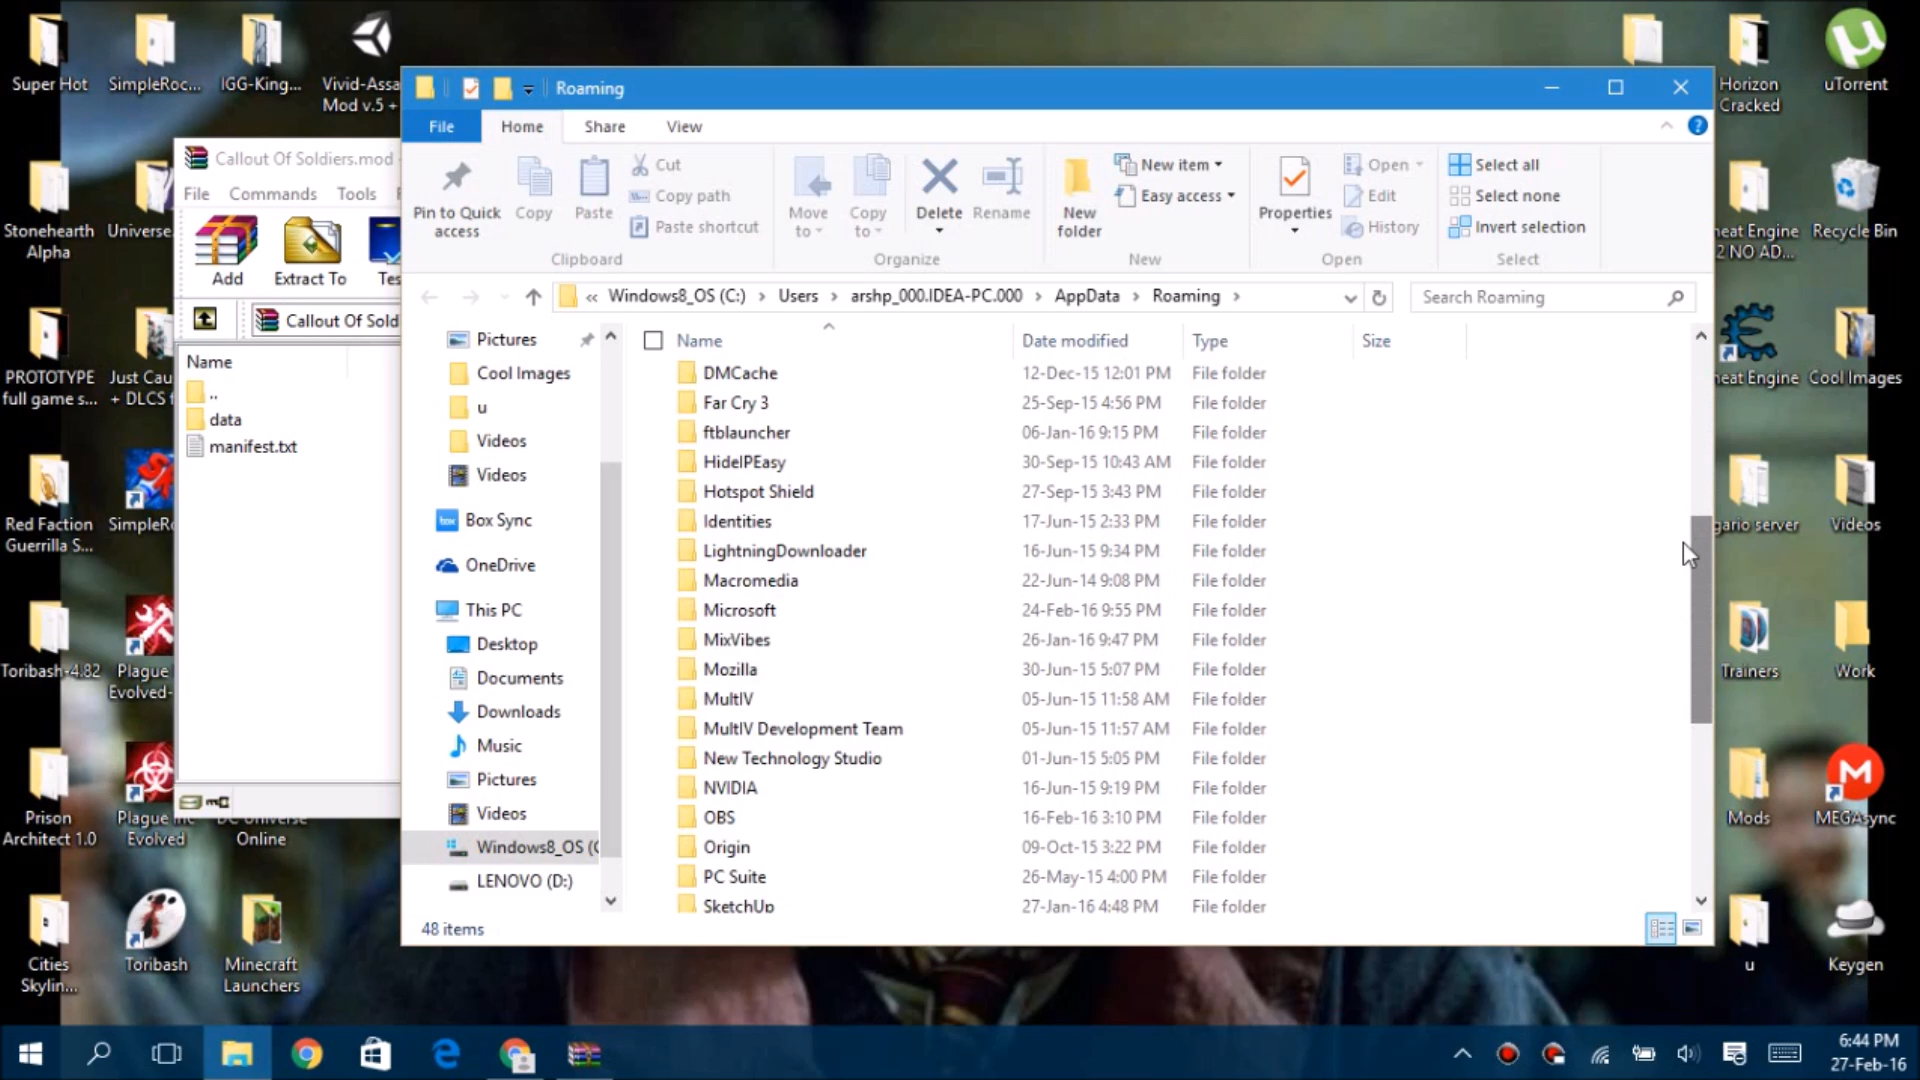 Super Hot
SimpleRoc...
IGG-King...
Vivid-Assa
Mod v.5 +
Stonehearth
Alpha
Universe
PROTOTYPE
full game s...
Just Cau
+ DLCS f
Red Faction
Guerrilla S...
SimpleRo
Toribash-4.82
Plague
Evolved-
Prison
Architect 1.0
Plague Inc
Evolved
DC Universe
Online
Cities
Skylin...
Toribash
Minecraft
Launchers
Callout Of Soldiers.mod -
File
Commands
Tools
Add
Extract To
Tes
Callout Of Sold
Name
..
data
manifest.txt
Roaming
File
Home
Share
View
Pin to Quick
access
Copy
Paste
Cut
Copy path
Paste shortcut
Clipboard
Move
to
Copy
to
Delete
Rename
Organize
New
folder
New item
Easy access
New
Properties
Open
Edit
History
Open
Select all
Select none
Invert selection
Select
« Windows8_OS (C:) › Users › arshp_000.IDEA-PC.000 › AppData › Roaming ›
Search Roaming
Pictures
Cool Images
u
Videos
Videos
Box Sync
OneDrive
This PC
Desktop
Documents
Downloads
Music
Pictures
Videos
Windows8_OS (C
LENOVO (D:)
Name Date modified Type Size
DMCache 12-Dec-15 12:01 PM File folder
Far Cry 3 25-Sep-15 4:56 PM File folder
ftblauncher 06-Jan-16 9:15 PM File folder
HideIPEasy 30-Sep-15 10:43 AM File folder
Hotspot Shield 27-Sep-15 3:43 PM File folder
Identities 17-Jun-15 2:33 PM File folder
LightningDownloader 16-Jun-15 9:34 PM File folder
Macromedia 22-Jun-14 9:08 PM File folder
Microsoft 24-Feb-16 9:55 PM File folder
MixVibes 26-Jan-16 9:47 PM File folder
Mozilla 30-Jun-15 5:07 PM File folder
MultIV 05-Jun-15 11:58 AM File folder
MultIV Development Team 05-Jun-15 11:57 AM File folder
New Technology Studio 01-Jun-15 5:05 PM File folder
NVIDIA 16-Jun-15 9:19 PM File folder
OBS 16-Feb-16 3:10 PM File folder
Origin 09-Oct-15 3:22 PM File folder
PC Suite 26-May-15 4:00 PM File folder
SketchUp 27-Jan-16 4:48 PM File folder
48 items
Horizon
Cracked
uTorrent
heat Engine
2 NO AD...
Recycle Bin
heat Engine
Cool Images
gario server
Videos
Trainers
Work
Mods
MEGAsync
u
Keygen
6:44 PM
27-Feb-16